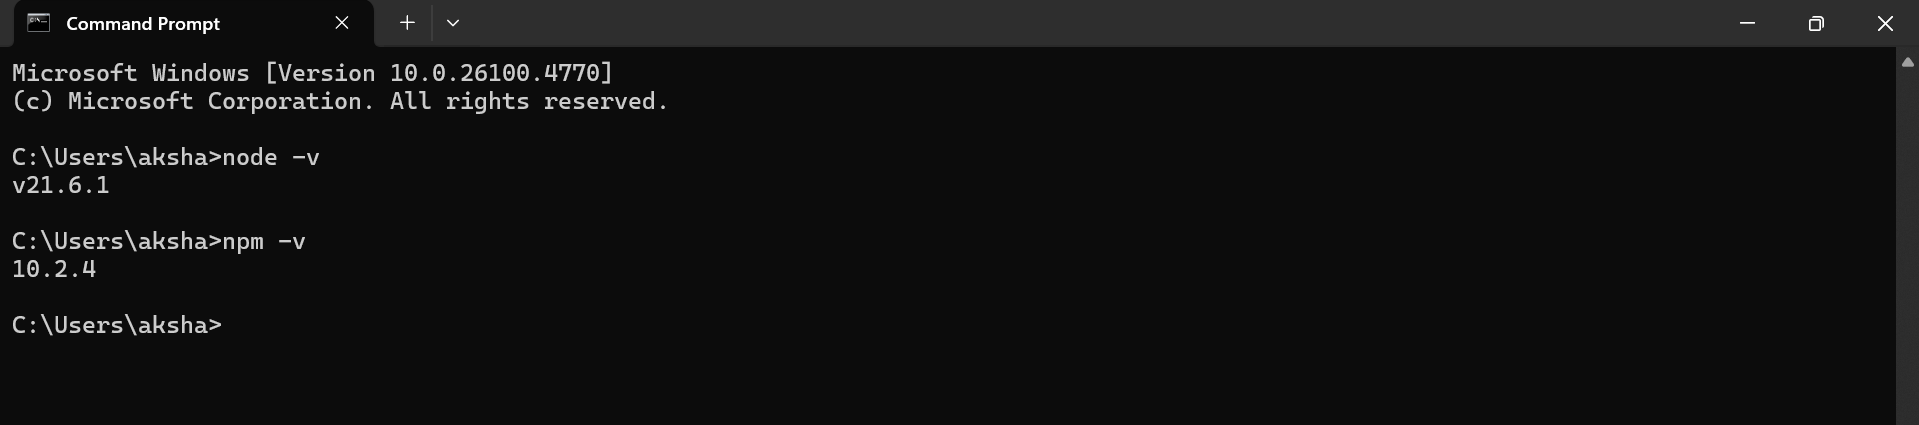 Command Prompt
Microsoft Windows [Version 10.0.26100.4770]
(c) Microsoft Corporation. All rights reserved.
C:\Users\aksha>node -v
v21.6.1
C:\Users\aksha>npm -v
10.2.4
C:\Users\aksha>